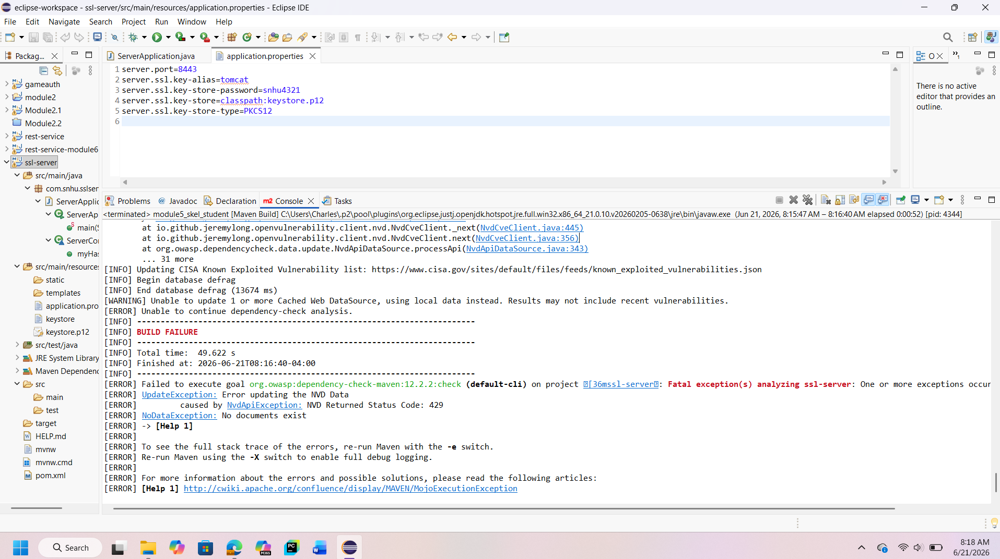 eclipse-workspace - ssl-server/src/main/resources/application.properties - Eclipse IDE
File Edit Navigate Search Project Run Window Help
Packag...
ServerApplication.java
application.properties
O
»1
gameauth
module2
Module2.1
Module2.2
rest-service
rest-service-module6
ssl-server
src/main/java
com.snhu.sslser
ServerApplic
ServerAp
main(S
ServerCo
myHas
src/main/resources
static
templates
application.pro
keystore
keystore.p12
src/test/java
JRE System Library
Maven Dependenc
src
main
test
target
HELP.md
mvnw
mvnw.cmd
pom.xml
1 server.port=8443
2 server.ssl.key-alias=tomcat
3 server.ssl.key-store-password=snhu4321
4 server.ssl.key-store=classpath:keystore.p12
5 server.ssl.key-store-type=PKCS12
6
There is no active
editor that provides an
outline.
Problems @ Javadoc Declaration m2 Console Tasks
<terminated> module5_skel_student [Maven Build] C:\Users\Charles\.p2\pool\plugins\org.eclipse.justj.openjdk.hotspot.jre.full.win32.x86_64_21.0.10.v20260205-0638\jre\bin\javaw.exe (Jun 21, 2026, 8:15:47 AM – 8:16:40 AM elapsed 0:00:52) [pid: 4344]
at io.github.jeremylong.openvulnerability.client.nvd.NvdCveClient._next(NvdCveClient.java:445)
at io.github.jeremylong.openvulnerability.client.nvd.NvdCveClient.next(NvdCveClient.java:356)
at org.owasp.dependencycheck.data.update.NvdApiDataSource.processApi(NvdApiDataSource.java:343)
... 31 more
[INFO] Updating CISA Known Exploited Vulnerability list: https://www.cisa.gov/sites/default/files/feeds/known_exploited_vulnerabilities.json
[INFO] Begin database defrag
[INFO] End database defrag (13674 ms)
[WARNING] Unable to update 1 or more Cached Web DataSource, using local data instead. Results may not include recent vulnerabilities.
[ERROR] Unable to continue dependency-check analysis.
[INFO] ------------------------------------------------------------------------
[INFO] BUILD FAILURE
[INFO] ------------------------------------------------------------------------
[INFO] Total time:  49.622 s
[INFO] Finished at: 2026-06-21T08:16:40-04:00
[INFO] ------------------------------------------------------------------------
[ERROR] Failed to execute goal org.owasp:dependency-check-maven:12.2.2:check (default-cli) on project [36mssl-server: Fatal exception(s) analyzing ssl-server: One or more exceptions occur
[ERROR] UpdateException: Error updating the NVD Data
[ERROR] caused by NvdApiException: NVD Returned Status Code: 429
[ERROR] NoDataException: No documents exist
[ERROR] -> [Help 1]
[ERROR]
[ERROR] To see the full stack trace of the errors, re-run Maven with the -e switch.
[ERROR] Re-run Maven using the -X switch to enable full debug logging.
[ERROR]
[ERROR] For more information about the errors and possible solutions, please read the following articles:
[ERROR] [Help 1] http://cwiki.apache.org/confluence/display/MAVEN/MojoExecutionException
Search
M365
PC
W
8:18 AM
6/21/2026